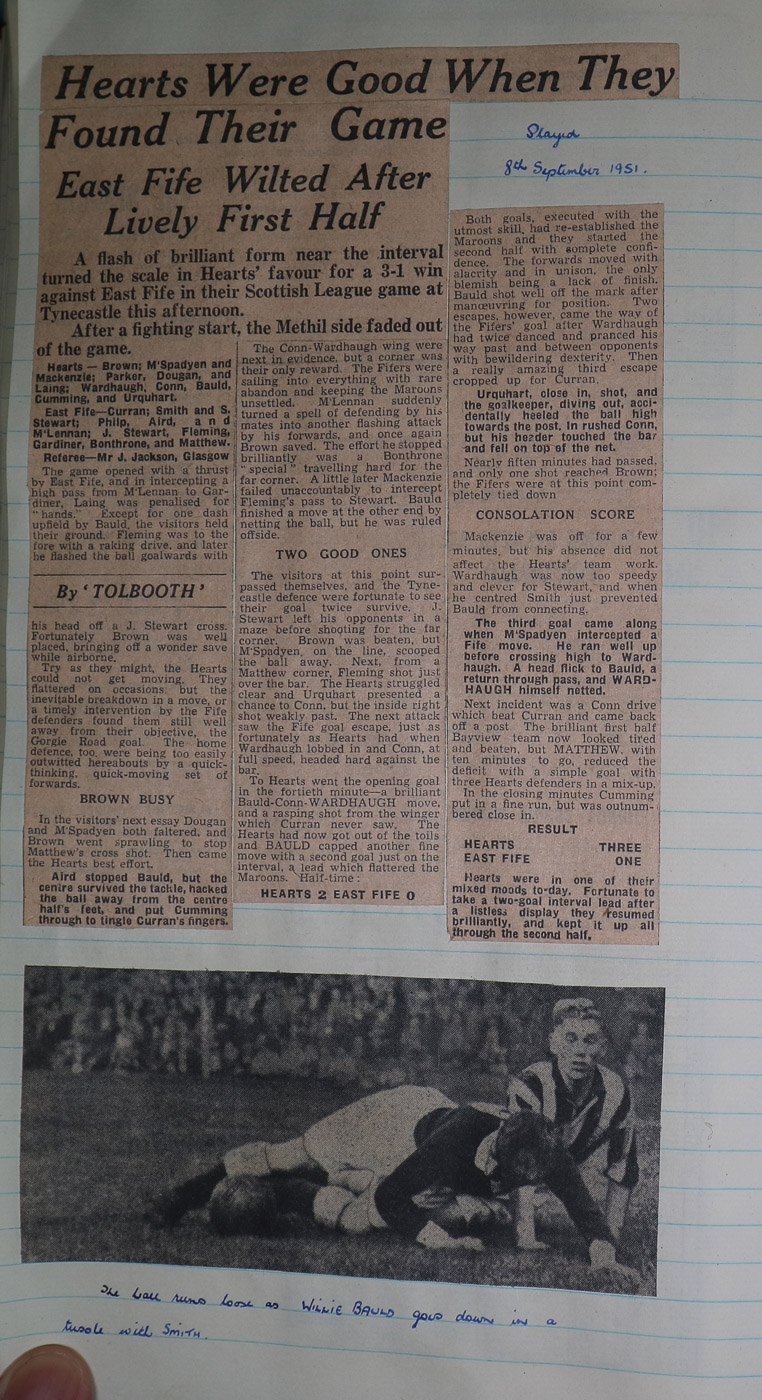 Hearts Were Good When They
Found Their Game
East Fife Wilted After
Lively First Half
Played
8th September 1951.
A flash of brilliant form near the interval
turned the scale in Hearts' favour for a 3-1 win
against East Fife in their Scottish League game at
Tynecastle this afternoon.
After a fighting start, the Methil side faded out
of the game.
Hearts — Brown; M'Spadyen and
Mackenzie; Parker, Dougan, and
Laing; Wardhaugh, Conn, Bauld,
Cumming, and Urquhart.
East Fife—Curran; Smith and S.
Stewart; Philp, Aird, and
M'Lennan; J. Stewart, Fleming,
Gardiner, Bonthrone, and Matthew.
Referee—Mr J. Jackson, Glasgow
The game opened with a thrust
by East Fife, and in intercepting a
high pass from M'Lennan to Gar-
diner, Laing was penalised for
"hands." Except for one dash
upfield by Bauld, the visitors held
their ground. Fleming was to the
fore with a raking drive, and later
he flashed the ball goalwards with
By 'TOLBOOTH'
his head off a J. Stewart cross.
Fortunately Brown was well
placed, bringing off a wonder save
while airborne.
Try as they might, the Hearts
could not get moving. They
flattered on occasions, but the
inevitable breakdown in a move, or
a timely intervention by the Fife
defenders found them still well
away from their objective, the
Gorgie Road goal. The home
defence, too, were being too easily
outwitted hereabouts by a quick-
thinking, quick-moving set of
forwards.
BROWN BUSY
In the visitors' next essay Dougan
and M'Spadyen both faltered, and
Brown went sprawling to stop
Matthew's cross shot. Then came
the Hearts best effort.
Aird stopped Bauld, but the
centre survived the tackle, hacked
the ball away from the centre
half's feet, and put Cumming
through to tingle Curran's fingers.
The Conn-Wardhaugh wing were
next in evidence, but a corner was
their only reward. The Fifers were
sailing into everything with rare
abandon and keeping the Maroons
unsettled. M'Lennan suddenly
turned a spell of defending by his
mates into another flashing attack
by his forwards, and once again
Brown saved. The effort he stopped
brilliantly was a Bonthrone
"special" travelling hard for the
far corner. A little later Mackenzie
failed unaccountably to intercept
Fleming's pass to Stewart. Bauld
finished a move at the other end by
netting the ball, but he was ruled
offside.
TWO GOOD ONES
The visitors at this point sur-
passed themselves, and the Tyne-
castle defence were fortunate to see
their goal twice survive. J.
Stewart left his opponents in a
maze before shooting for the far
corner. Brown was beaten, but
M'Spadyen, on the line, scooped
the ball away. Next, from a
Matthew corner, Fleming shot just
over the bar. The Hearts struggled
clear and Urquhart presented a
chance to Conn, but the inside right
shot weakly past. The next attack
saw the Fife goal escape, just as
fortunately as Hearts had when
Wardhaugh lobbed in and Conn, at
full speed, headed hard against the
bar.
To Hearts went the opening goal
in the fortieth minute—a brilliant
Bauld-Conn-WARDHAUGH move,
and a rasping shot from the winger
which Curran never saw. The
Hearts had now got out of the toils
and BAULD capped another fine
move with a second goal just on the
interval, a lead which flattered the
Maroons. Half-time:
HEARTS 2 EAST FIFE 0
Both goals, executed with the
utmost skill, had re-established the
Maroons and they started the
second half with complete confi-
dence. The forwards moved with
alacrity and in unison, the only
blemish being a lack of finish.
Bauld shot well off the mark after
manœuvring for position. Two
escapes, however, came the way of
the Fifers' goal after Wardhaugh
had twice danced and pranced his
way past and between opponents
with bewildering dexterity. Then
a really amazing third escape
cropped up for Curran.
Urquhart, close in, shot, and
the goalkeeper, diving out, acci-
dentally heeled the ball high
towards the post. In rushed Conn,
but his header touched the bar
and fell on top of the net.
Nearly fiften minutes had passed,
and only one shot reached Brown;
the Fifers were at this point com-
pletely tied down
CONSOLATION SCORE
Mackenzie was off for a few
minutes, but his absence did not
affect the Hearts' team work.
Wardhaugh was now too speedy
and clever for Stewart, and when
he centred Smith just prevented
Bauld from connecting.
The third goal came along
when M'Spadyen intercepted a
Fife move. He ran well up
before crossing high to Ward-
haugh. A head flick to Bauld, a
return through pass, and WARD-
HAUGH himself netted.
Next incident was a Conn drive
which beat Curran and came back
off a post. The brilliant first half
Bayview team now looked tired
and beaten, but MATTHEW, with
ten minutes to go, reduced the
deficit with a simple goal with
three Hearts defenders in a mix-up.
In the closing minutes Cumming
put in a fine run, but was outnum-
bered close in.
RESULT
HEARTS THREE
EAST FIFE ONE
Hearts were in one of their
mixed moods to-day. Fortunate to
take a two-goal interval lead after
a listless display they resumed
brilliantly, and kept it up all
through the second half.
The ball runs loose as WILLIE BAULD goes down in a
tussle with SMITH.